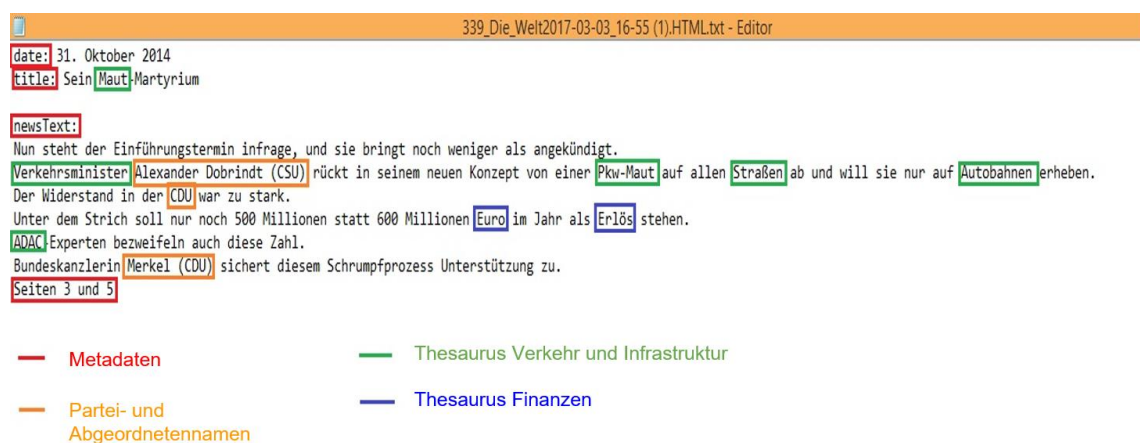 339_Die_Welt2017-03-03_16-55 (1).HTML.txt - Editor
date: 31. Oktober 2014
title: Sein Maut-Martyrium
newsText:
Nun steht der Einführungstermin infrage, und sie bringt noch weniger als angekündigt.
Verkehrsminister Alexander Dobrindt (CSU) rückt in seinem neuen Konzept von einer Pkw-Maut auf allen Straßen ab und will sie nur auf Autobahnen erheben.
Der Widerstand in der CDU war zu stark.
Unter dem Strich soll nur noch 500 Millionen statt 600 Millionen Euro im Jahr als Erlös stehen.
ADAC-Experten bezweifeln auch diese Zahl.
Bundeskanzlerin Merkel (CDU) sichert diesem Schrumpfprozess Unterstützung zu.
Seiten 3 und 5
Metadaten
Thesaurus Verkehr und Infrastruktur
Partei- und
Abgeordnetennamen
Thesaurus Finanzen